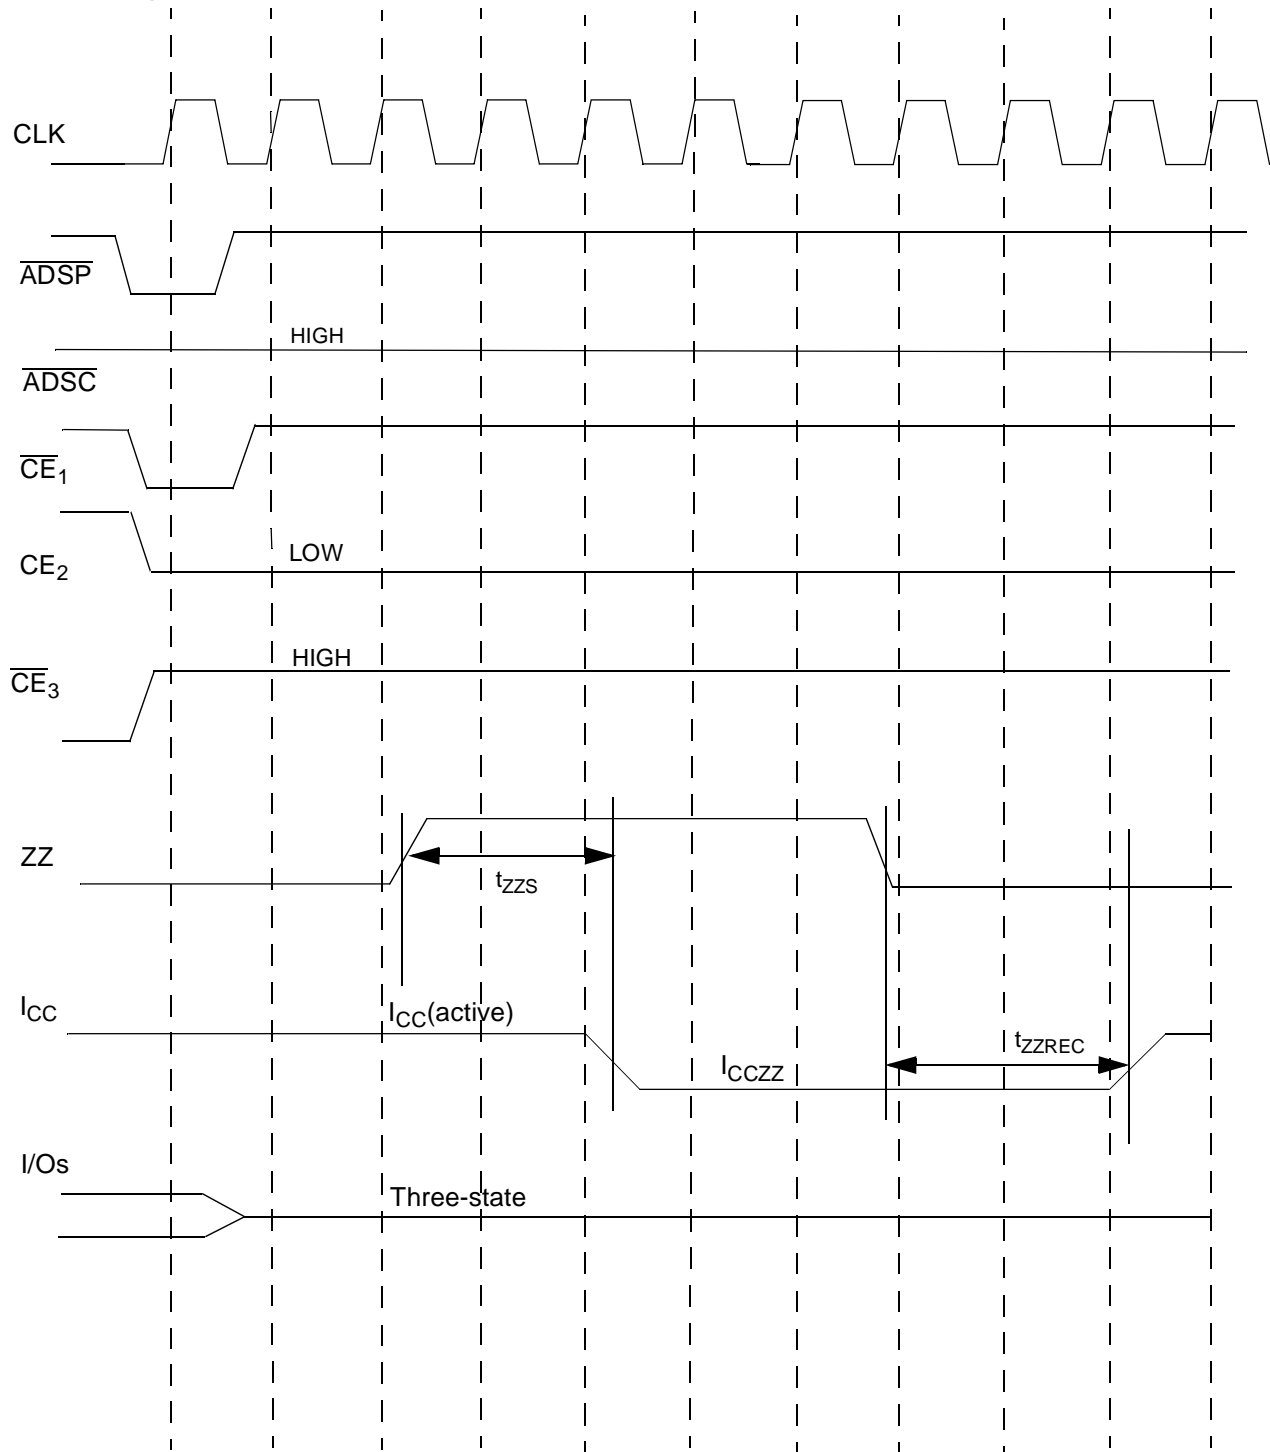 CLK
ADSP
HIGH
ADSC
CE1
LOW
CE2
HIGH
CE3
ZZ
tZZS
ICC
ICC(active)
tZZREC
ICCZZ
I/Os
Three-state